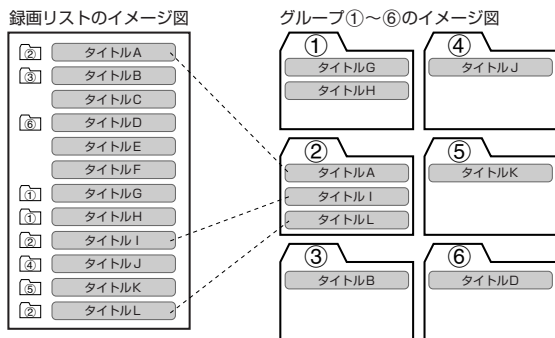 録画リストのイメージ図
② タイトルA
③ タイトルB
タイトルC
⑥ タイトルD
タイトルE
タイトルF
① タイトルG
① タイトルH
② タイトルI
④ タイトルJ
⑤ タイトルK
② タイトルL
グループ①～⑥のイメージ図
①
タイトルG
タイトルH
②
タイトルA
タイトルI
タイトルL
③
タイトルB
④
タイトルJ
⑤
タイトルK
⑥
タイトルD